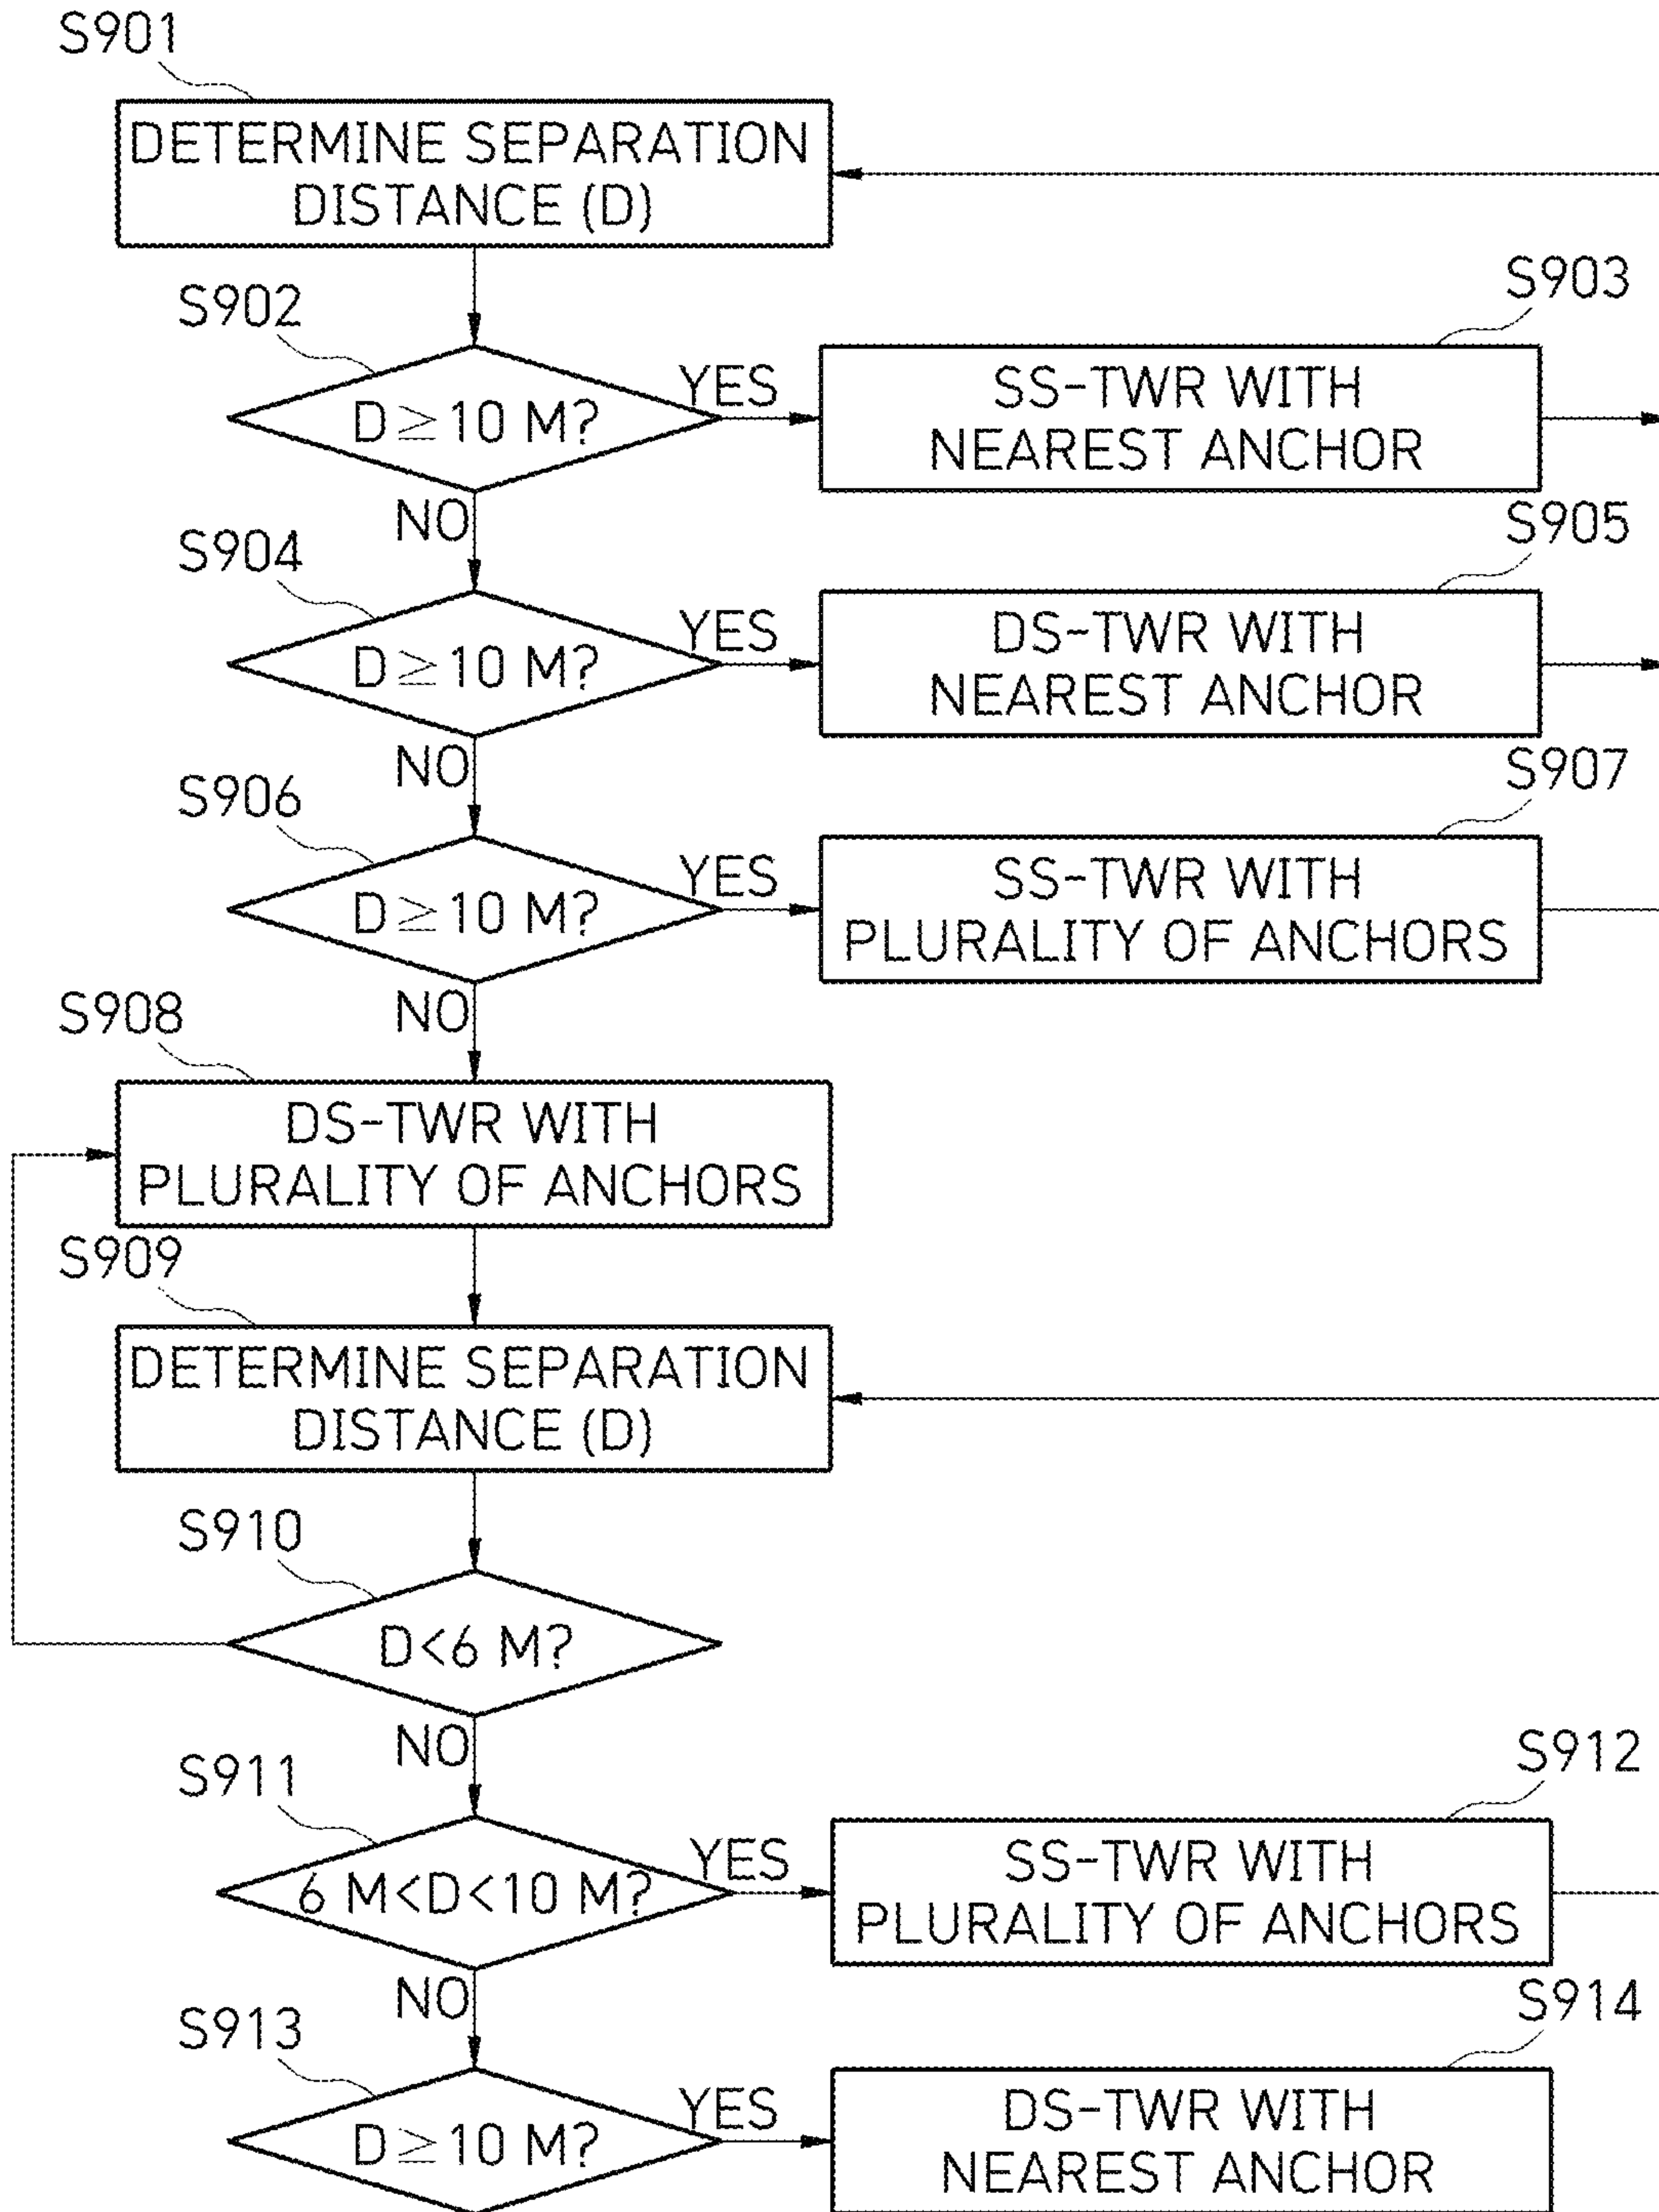 S901
DETERMINE SEPARATION
DISTANCE (D)
S902
D ≧ 10 M?
YES
S903
SS-TWR WITH
NEAREST ANCHOR
NO
S904
D ≧ 10 M?
YES
S905
DS-TWR WITH
NEAREST ANCHOR
NO
S906
D ≧ 10 M?
YES
S907
SS-TWR WITH
PLURALITY OF ANCHORS
NO
S908
DS-TWR WITH
PLURALITY OF ANCHORS
S909
DETERMINE SEPARATION
DISTANCE (D)
S910
D<6 M?
NO
S911
6 M<D<10 M?
YES
S912
SS-TWR WITH
PLURALITY OF ANCHORS
NO
S913
D ≧ 10 M?
YES
S914
DS-TWR WITH
NEAREST ANCHOR